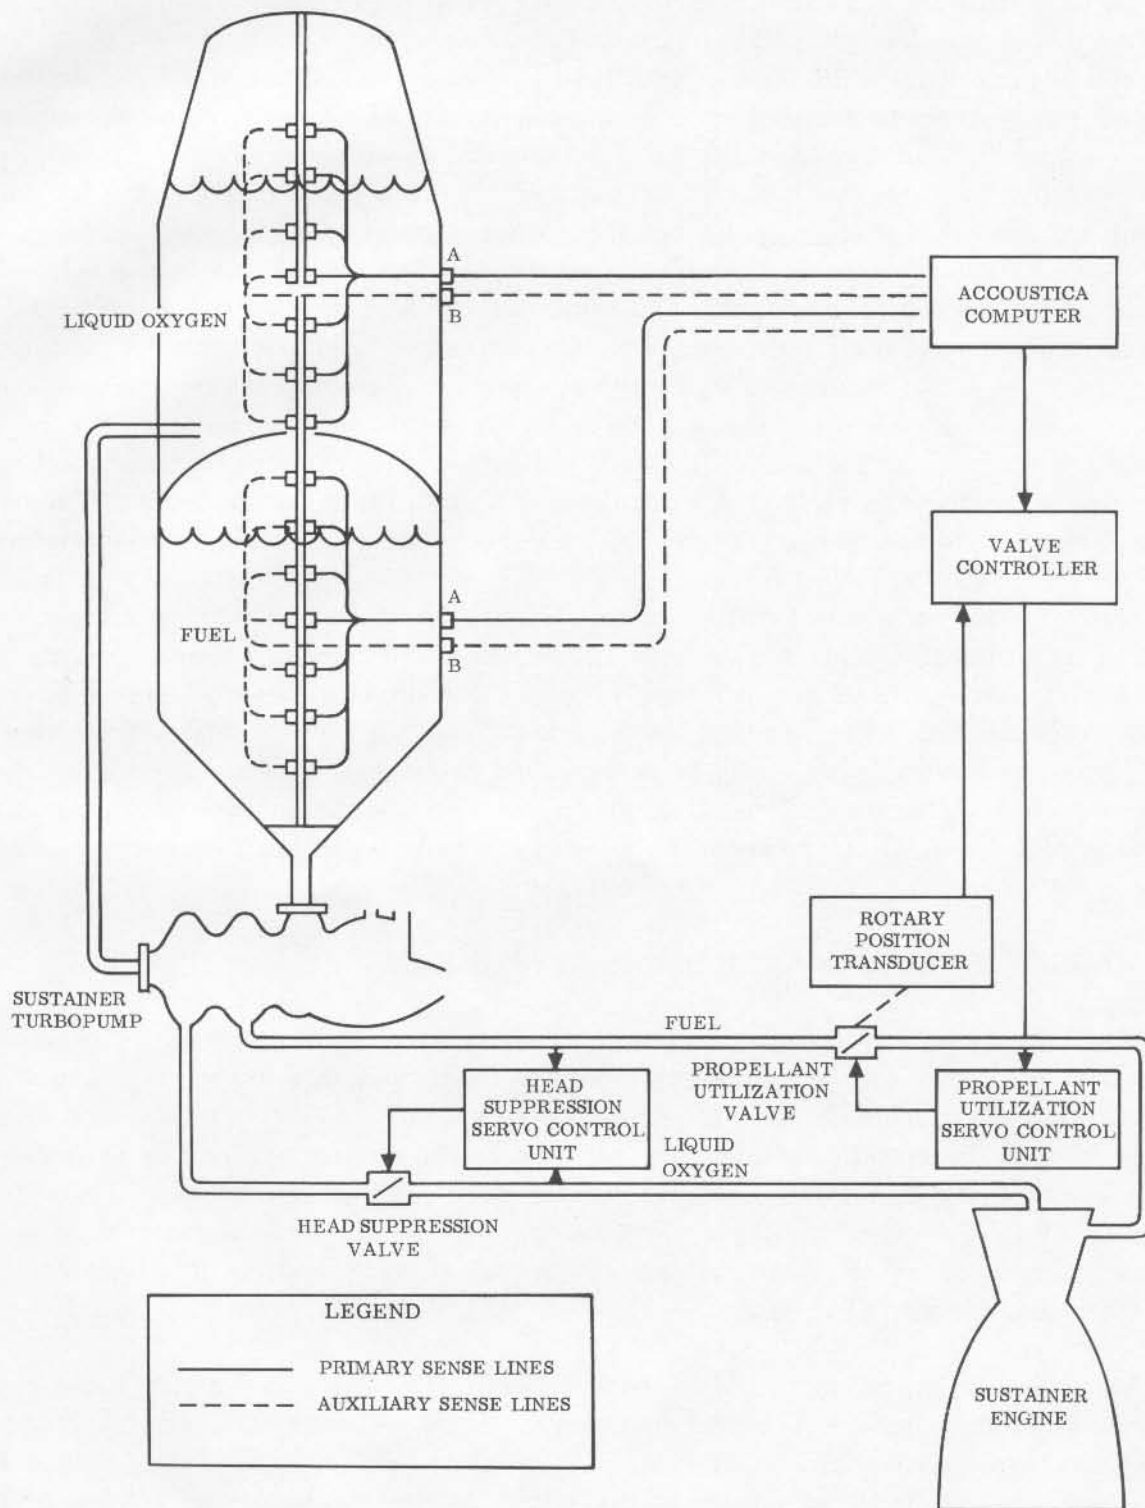 A
B
LIQUID OXYGEN
ACCOUSTICA
COMPUTER
VALVE
CONTROLLER
A
B
FUEL
ROTARY
POSITION
TRANSDUCER
SUSTAINER
TURBOPUMP
FUEL
PROPELLANT
UTILIZATION
VALVE
HEAD
SUPPRESSION
SERVO CONTROL
UNIT
PROPELLANT
UTILIZATION
SERVO CONTROL
UNIT
LIQUID
OXYGEN
HEAD SUPPRESSION
VALVE
LEGEND
PRIMARY SENSE LINES
AUXILIARY SENSE LINES
SUSTAINER
ENGINE